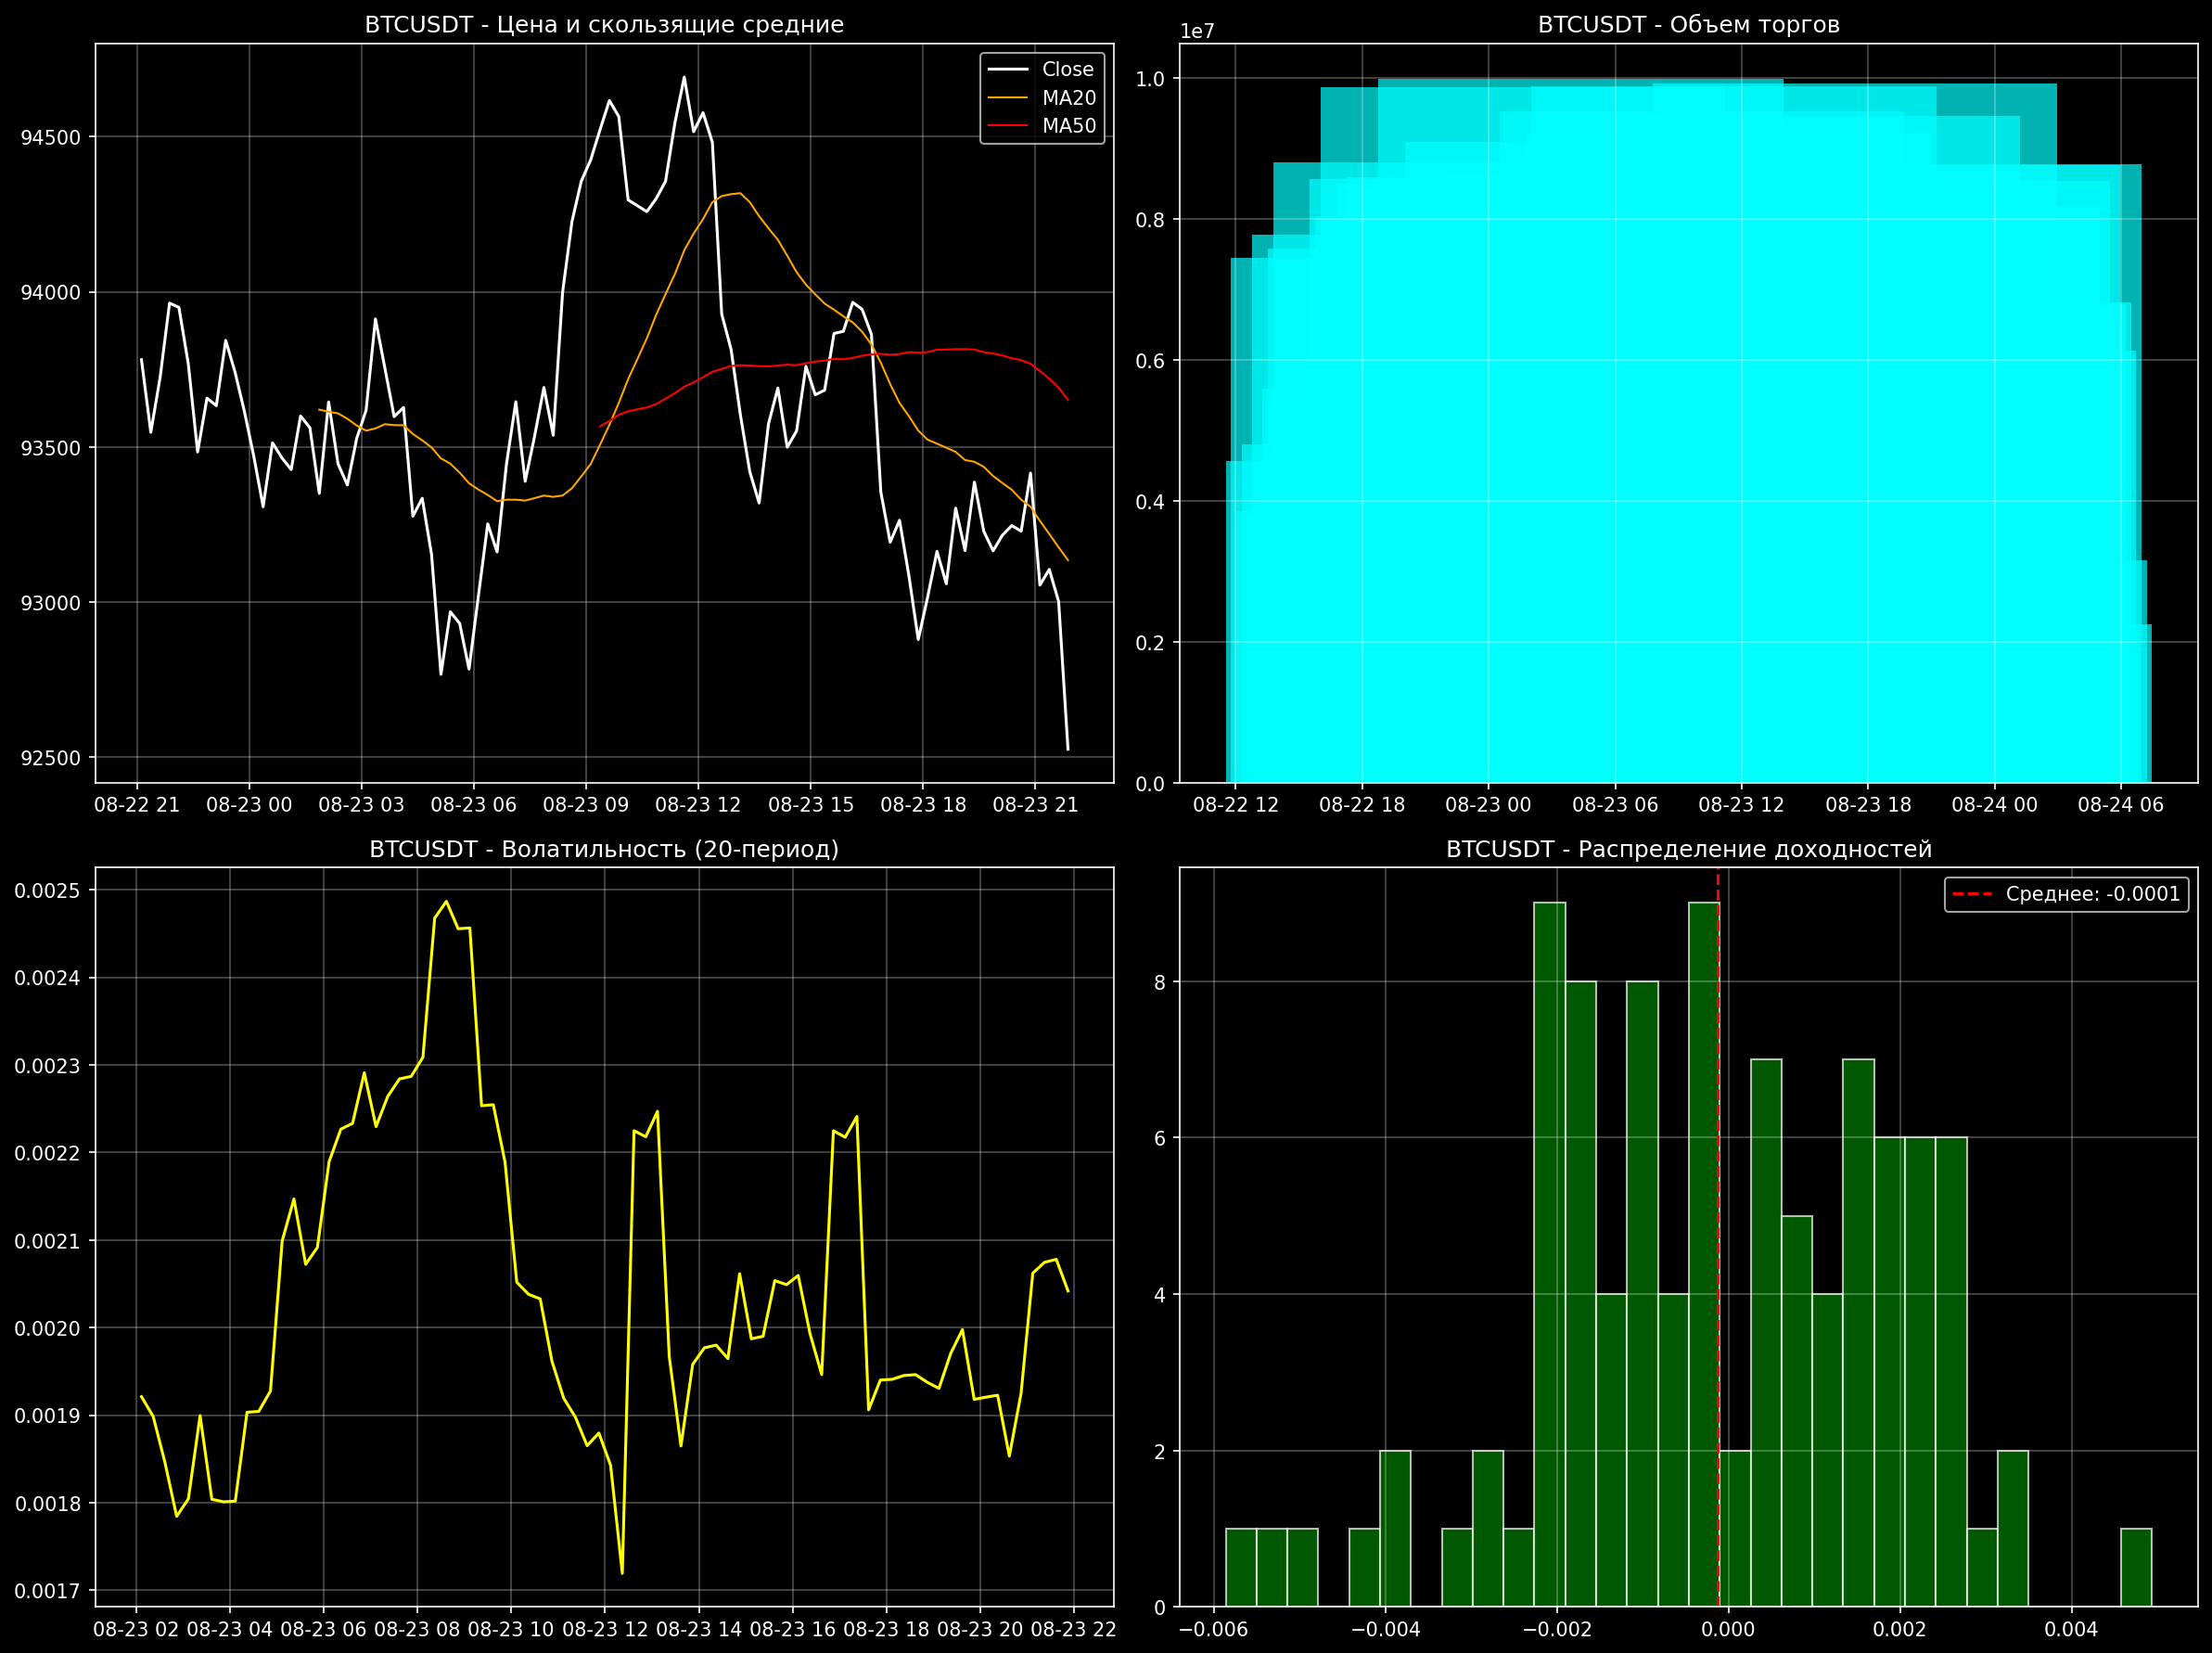 BTCUSDT - Цена и скользящие средние
Close
MA20
MA50
94500
94000
93500
93000
92500
08-22 21 08-23 00 08-23 03 08-23 06 08-23 09 08-23 12 08-23 15 08-23 18 08-23 21
BTCUSDT - Объем торгов
1e7
1.0
0.8
0.6
0.4
0.2
0.0
08-22 12 08-22 18 08-23 00 08-23 06 08-23 12 08-23 18 08-24 00 08-24 06
BTCUSDT - Волатильность (20-период)
0.0025
0.0024
0.0023
0.0022
0.0021
0.0020
0.0019
0.0018
0.0017
08-23 02 08-23 04 08-23 06 08-23 08 08-23 10 08-23 12 08-23 14 08-23 16 08-23 18 08-23 20 08-23 22
BTCUSDT - Распределение доходностей
Среднее: -0.0001
8
6
4
2
0
−0.006 −0.004 −0.002 0.000 0.002 0.004